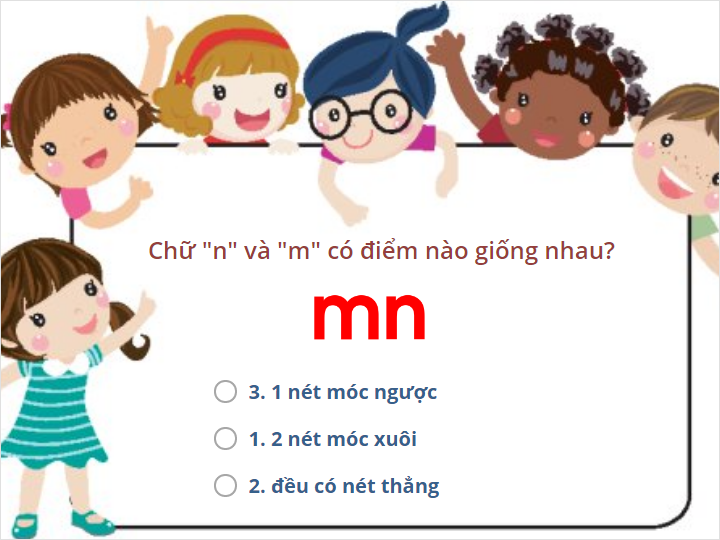 Chữ "n" và "m" có điểm nào giống nhau?
mn
3. 1 nét móc ngược
1. 2 nét móc xuôi
2. đều có nét thẳng